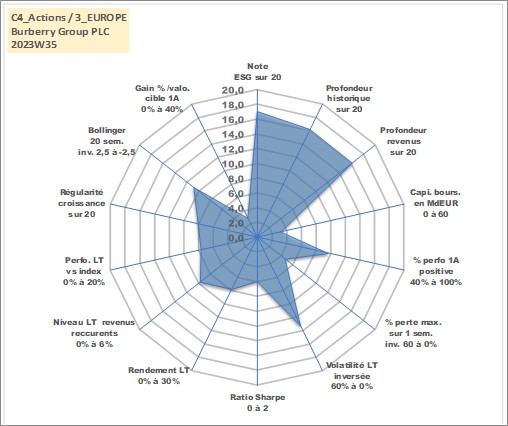 C4_Actions / 3_EUROPE
Burberry Group PLC
2023W35
Note
ESG sur 20
Profondeur
historique
sur 20
Profondeur
revenus
sur 20
Capi. bours.
en MdEUR
0 à 60
% perfo 1A
positive
40% à 100%
% perte max.
sur 1 sem.
inv. 60 à 0%
Volatilité LT
inversée
60% à 0%
Ratio Sharpe
0 à 2
Rendement LT
0% à 30%
Niveau LT revenus
reccurents
0% à 6%
Perfo. LT
vs index
0% à 20%
Régularité
croissance
sur 20
Bollinger
20 sem.
inv. 2,5 à -2,5
Gain % /valo.
cible 1A
0% à 40%
20,0
18,0
16,0
14,0
12,0
10,0
8,0
6,0
4,0
2,0
0,0